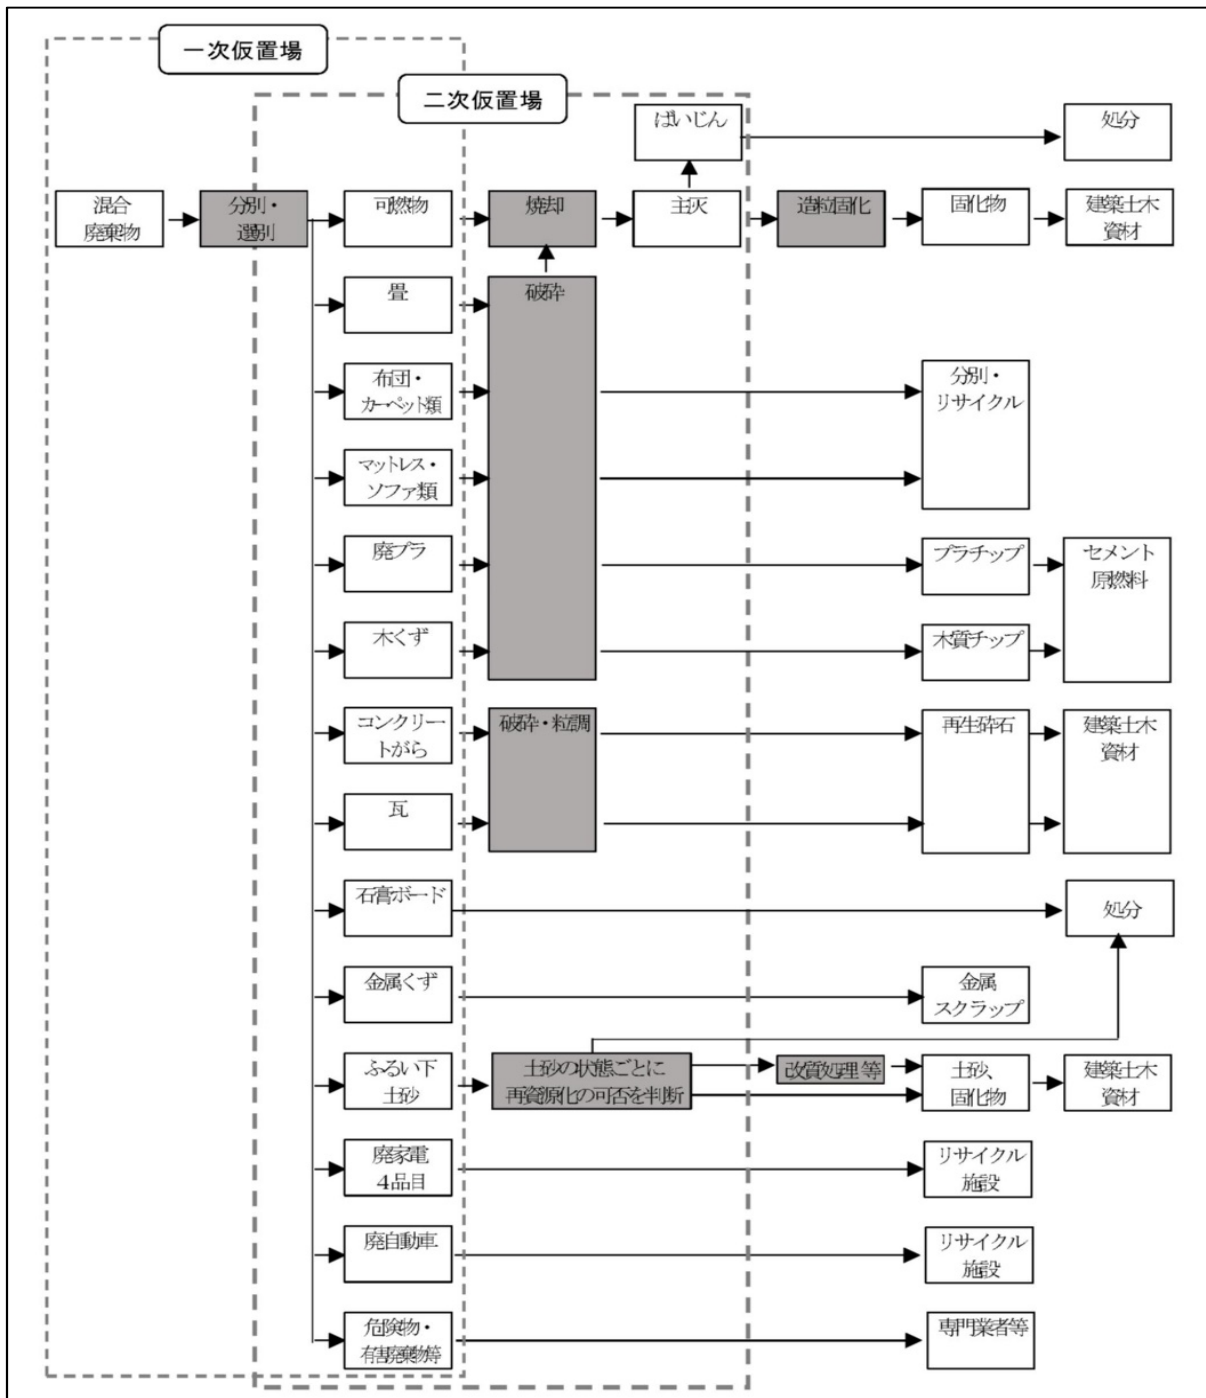 一次仮置場
二次仮置場
ばいじん
処分
混合
廃棄物
分別・
選別
可燃物
焼却
主灰
造粒固化
固化物
建築土木
資材
畳
破砕
布団・
カーペット類
分別・
リサイクル
マットレス・
ソファ類
廃プラ
プラチップ
セメント
原燃料
木くず
木質チップ
コンクリー
トがら
破砕・粒調
再生砕石
建築土木
資材
瓦
石膏ボード
処分
金属くず
金属
スクラップ
ふるい下
土砂
土砂の状態ごとに
再資源化の可否を判断
改質処理等
土砂、
固化物
建築土木
資材
廃家電
4品目
リサイクル
施設
廃自動車
リサイクル
施設
危険物・
有害廃棄物等
専門業者等